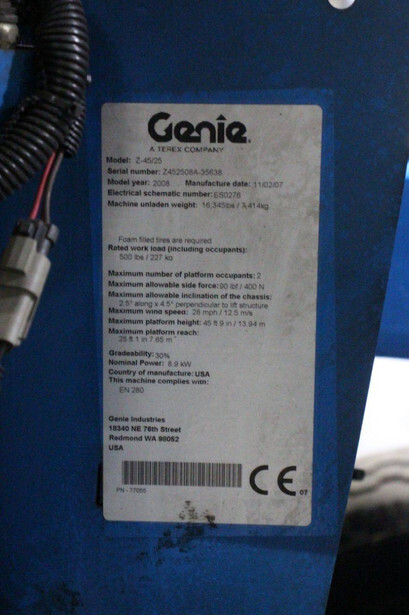 Genie
A TEREX COMPANY
Model: Z-45/25
Serial number: Z452508A-35638
Model year: 2008 Manufacture date: 11/02/07
Electrical schematic number: ES0276
Machine unladen weight: 16,345lbs / 7,414kg
Foam filled tires are required
Rated work load (including occupants):
500 lbs / 227 kg
Maximum number of platform occupants: 2
Maximum allowable side force: 90 lbf / 400 N
Maximum allowable inclination of the chassis:
2.5° along x 4.5° perpendicular to lift structure
Maximum wind speed: 28 mph / 12.5 m/s
Maximum platform height: 45 ft 9 in / 13.94 m
Maximum platform reach:
25 ft 1 in 7.65 m
Gradeability: 30%
Nominal Power: 8.9 kW
Country of manufacture: USA
This machine complies with:
EN 280
Genie Industries
18340 NE 76th Street
Redmond WA 98052
USA
CE 07
PN - 77055